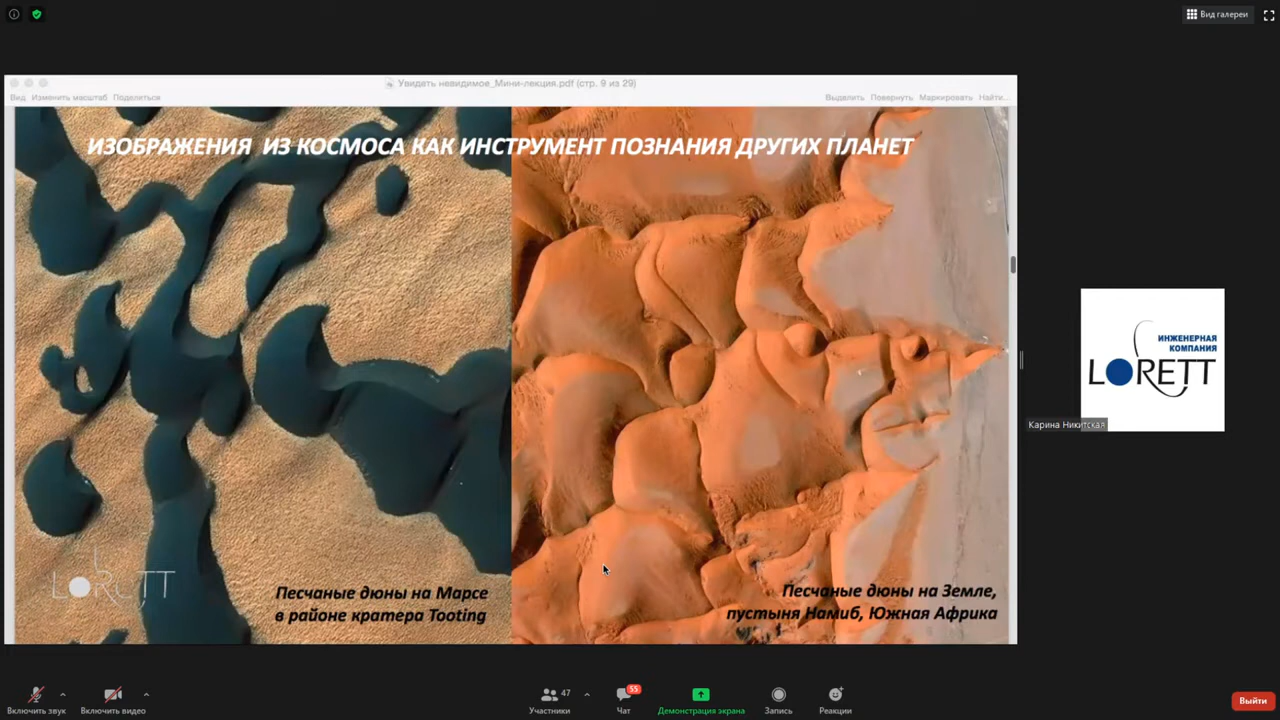 Вид галереи
Увидать невидимое_Мини-лекция.pdf (стр. 9 из 29)
Вид Изменить масштаб Поделиться
Выделить Повернуть Маркировать Найти...
ИЗОБРАЖЕНИЯ ИЗ КОСМОСА КАК ИНСТРУМЕНТ ПОЗНАНИЯ ДРУГИХ ПЛАНЕТ
LORETT
Песчаные дюны на Марсе
в районе кратера Tooting
Песчаные дюны на Земле,
пустыня Намиб, Южная Африка
ИНЖЕНЕРНАЯ
КОМПАНИЯ
LORETT
Карина Никитская
Включить звук
Включить видео
47
Участники
55
Чат
Демонстрация экрана
Запись
Реакции
Выйти